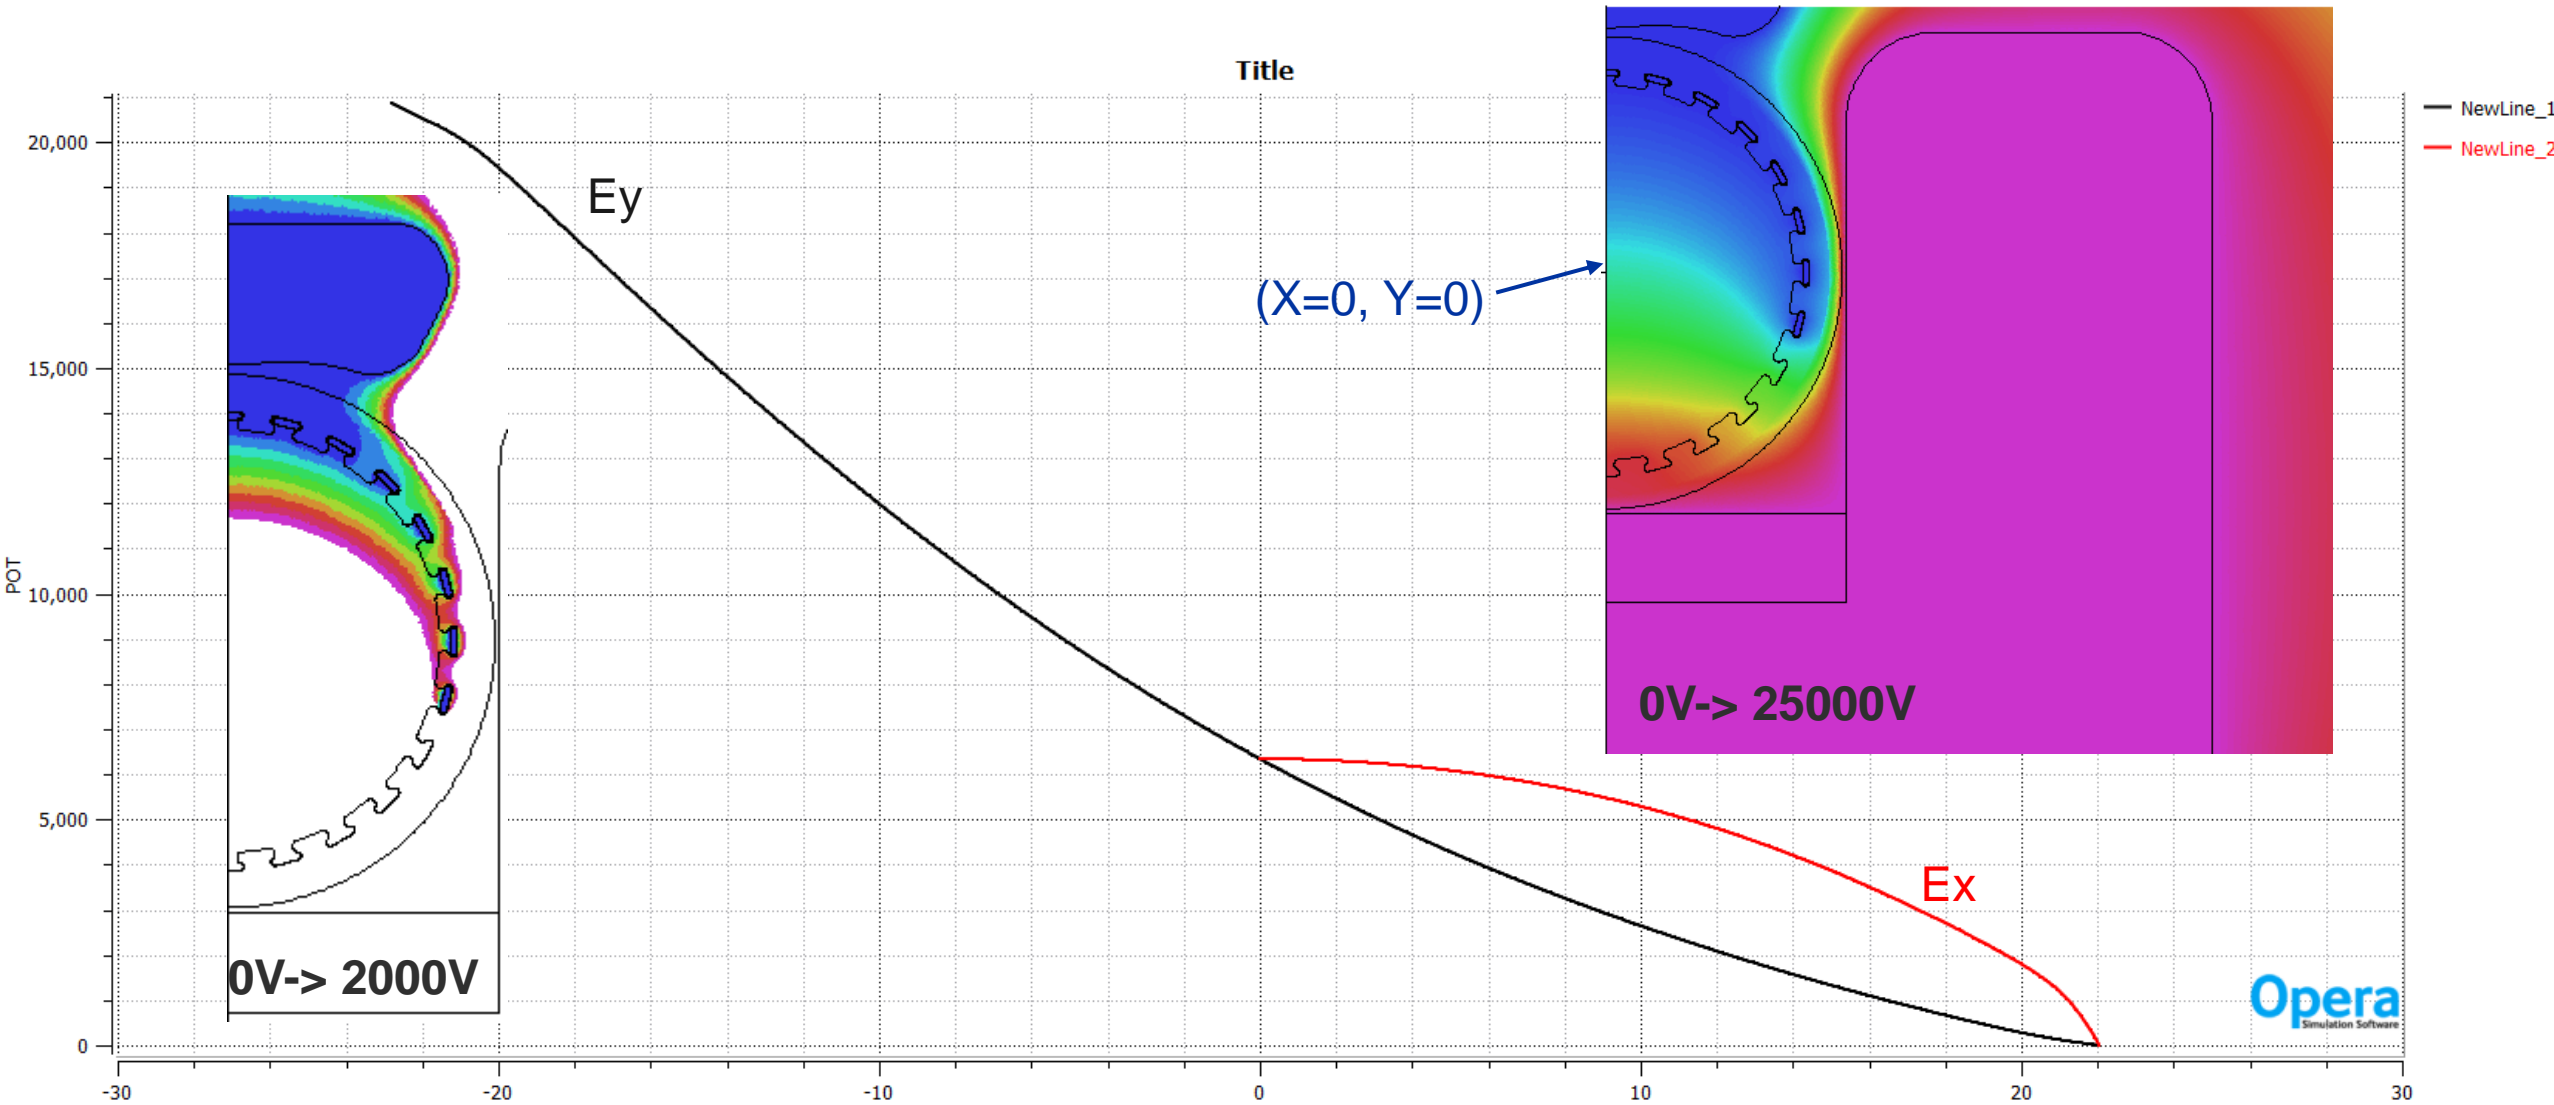 Title
NewLine_1
NewLine_2
20,000
15,000
10,000
5,000
0
POT
Ey
(X=0, Y=0)
0V-> 25000V
Ex
0V-> 2000V
Opera
Simulation Software
-30
-20
-10
0
10
20
30